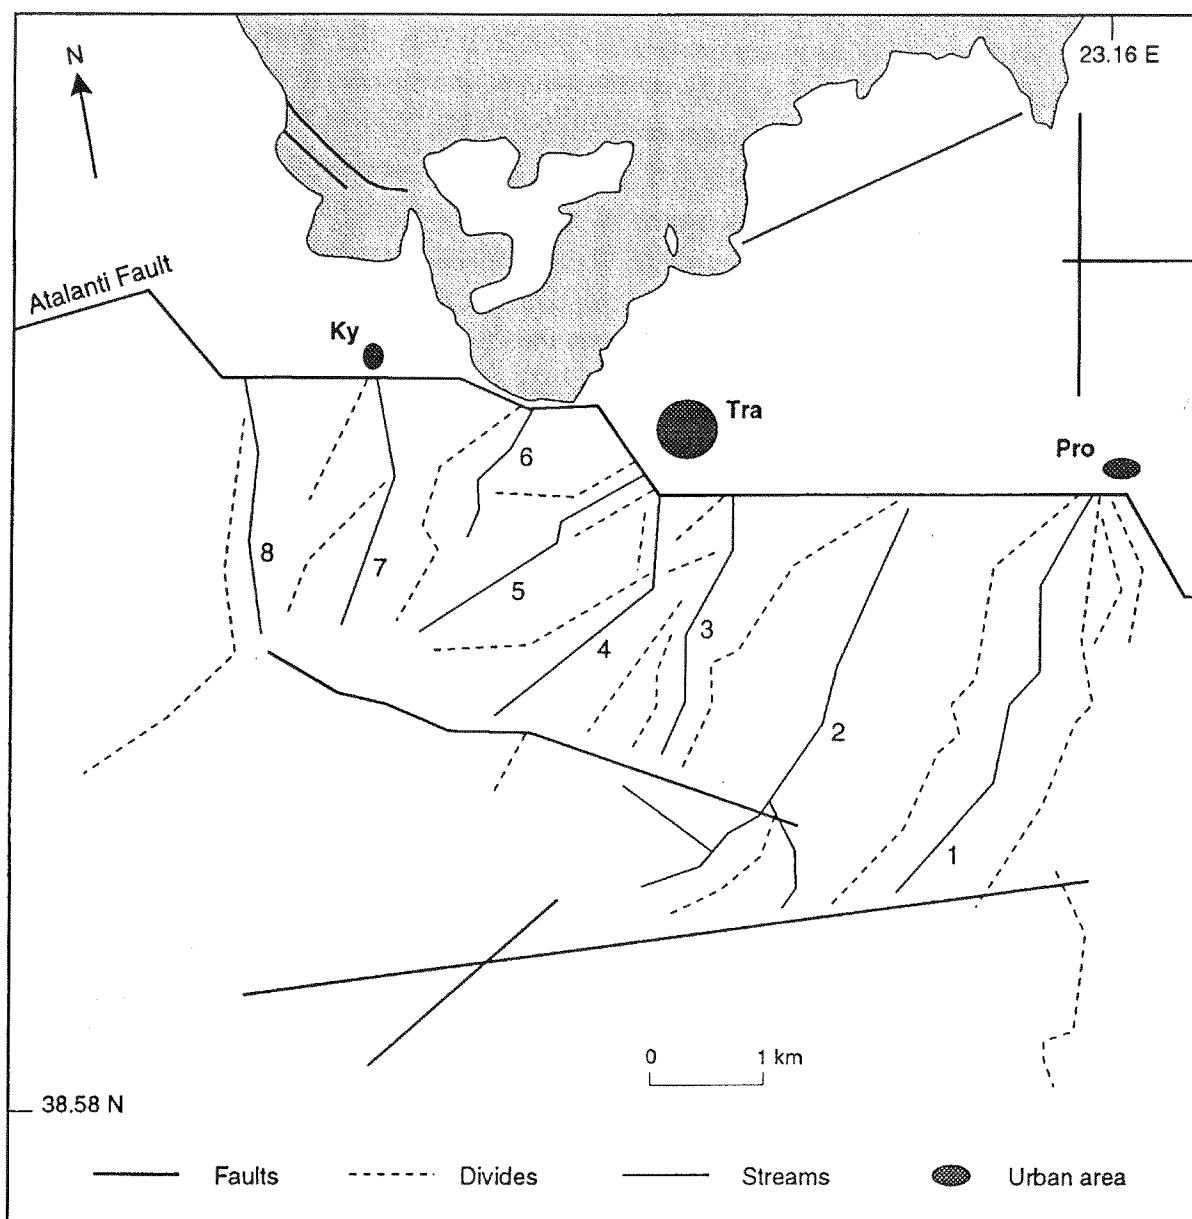 N
23.16 E
Atalanti Fault
Ky
Tra
Pro
6
8
7
5
4
3
2
1
0 1 km
38.58 N
Faults Divides Streams Urban area